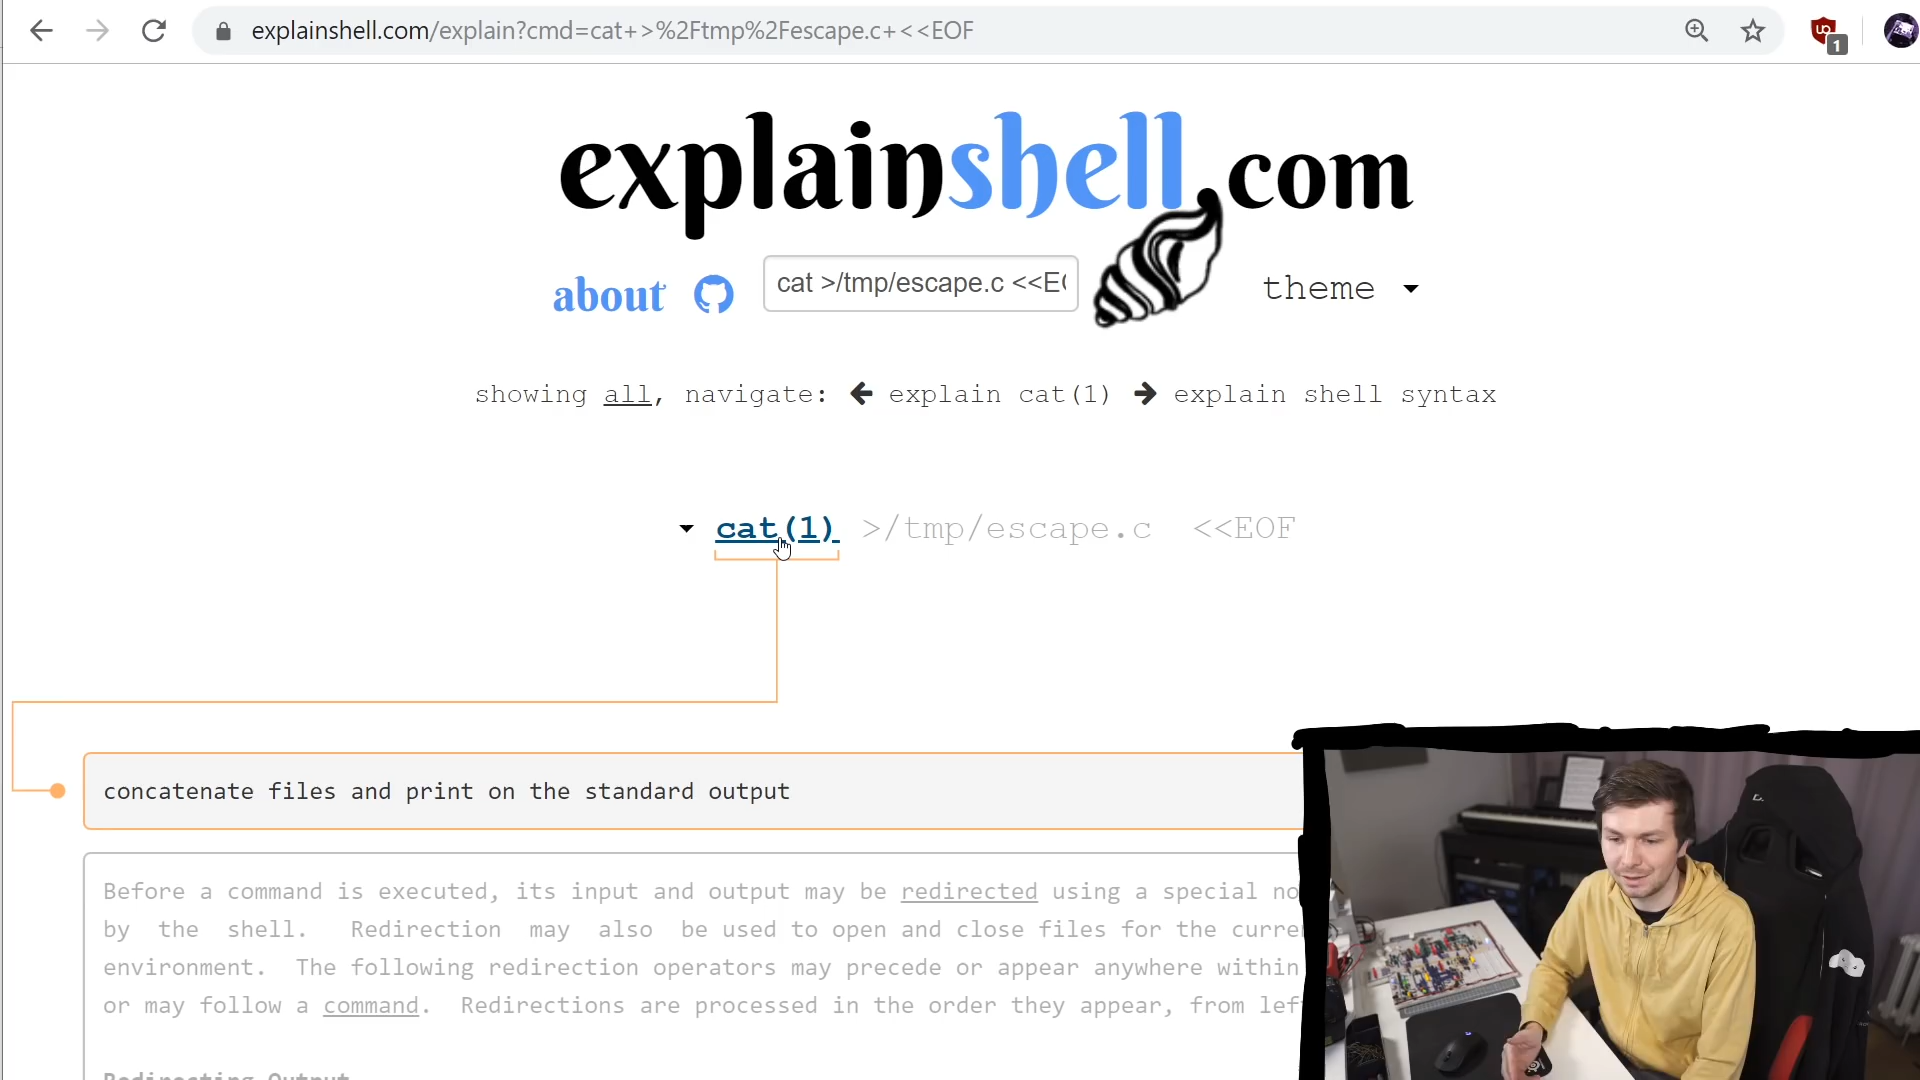 explainshell.com/explain?cmd=cat+>%2Ftmp%2Fescape.c+<<EOF
1
explainshell.com
about
cat >/tmp/escape.c <<EO
theme
showing all, navigate: ← explain cat(1) → explain shell syntax
cat(1) >/tmp/escape.c <<EOF
concatenate files and print on the standard output
Before a command is executed, its input and output may be redirected using a special no
by the shell. Redirection may also be used to open and close files for the curre
environment. The following redirection operators may precede or appear anywhere within
or may follow a command. Redirections are processed in the order they appear, from lef
Redirecting Output